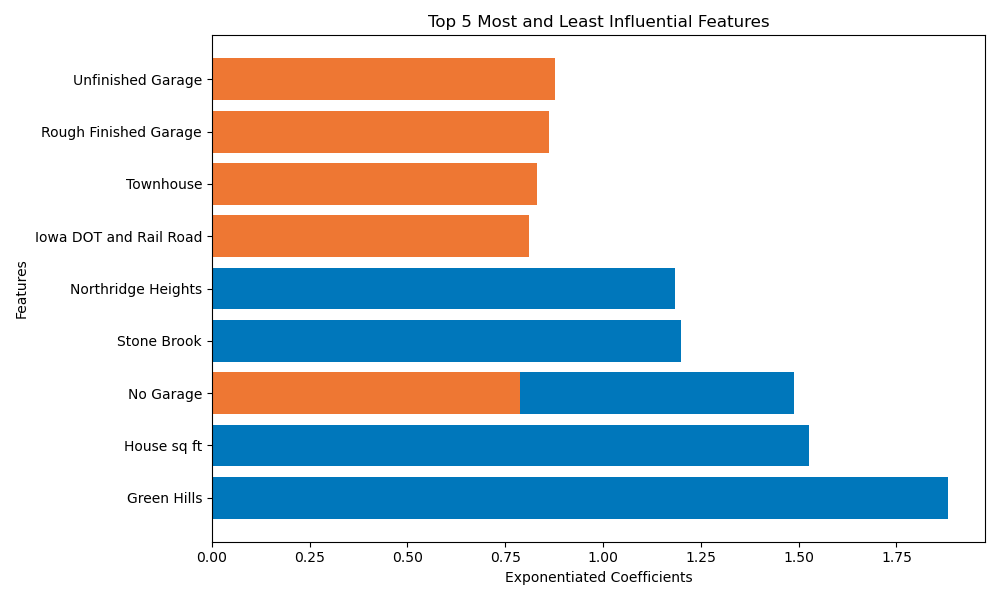 Top 5 Most and Least Influential Features
Unfinished Garage
Rough Finished Garage
Townhouse
Iowa DOT and Rail Road
Northridge Heights
Stone Brook
No Garage
House sq ft
Green Hills
Features
0.00 0.25 0.50 0.75 1.00 1.25 1.50 1.75
Exponentiated Coefficients